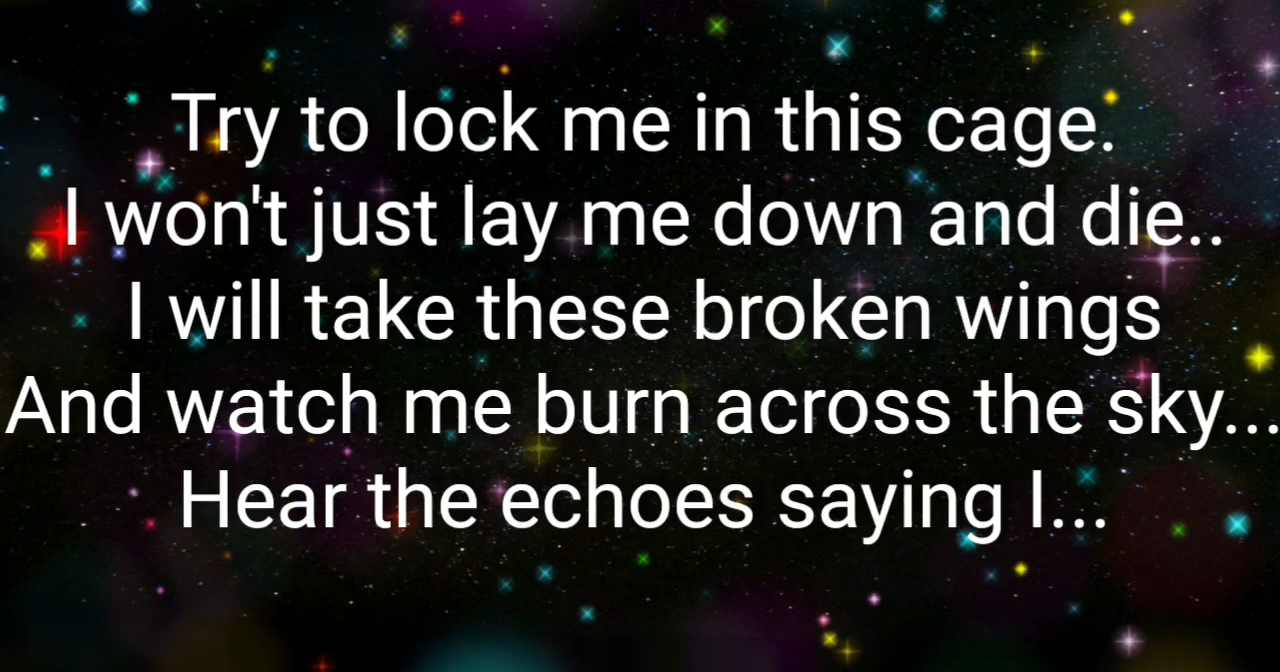 Try to lock me in this cage.
I won't just lay me down and die..
I will take these broken wings
And watch me burn across the sky...
Hear the echoes saying I...